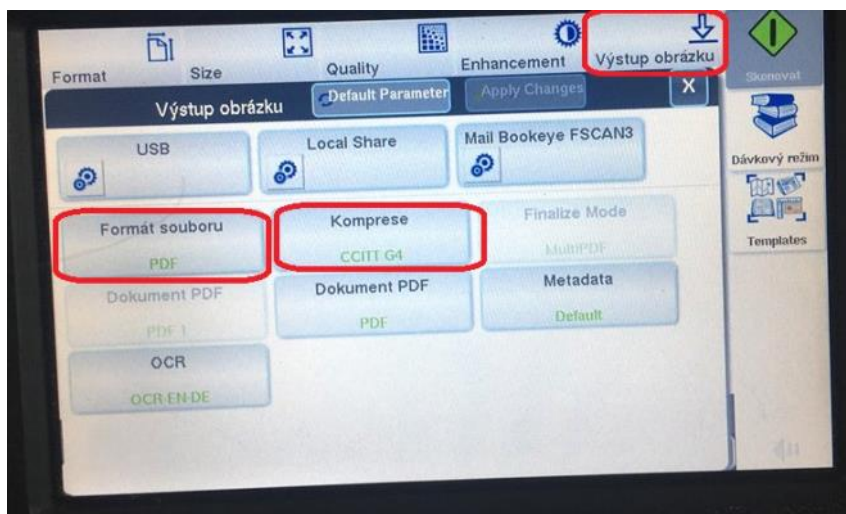 Format
Size
Quality
Enhancement
Výstup obrázku
Skenovat
Výstup obrázku
Default Parameter
Apply Changes
X
USB
Local Share
Mail Bookeye FSCAN3
Dávkový režim
Formát souboru
PDF
Komprese
CCITT G4
Finalize Mode
MultiPDF
Templates
Dokument PDF
PDF 1
Dokument PDF
PDF
Metadata
Default
OCR
OCR-EN-DE